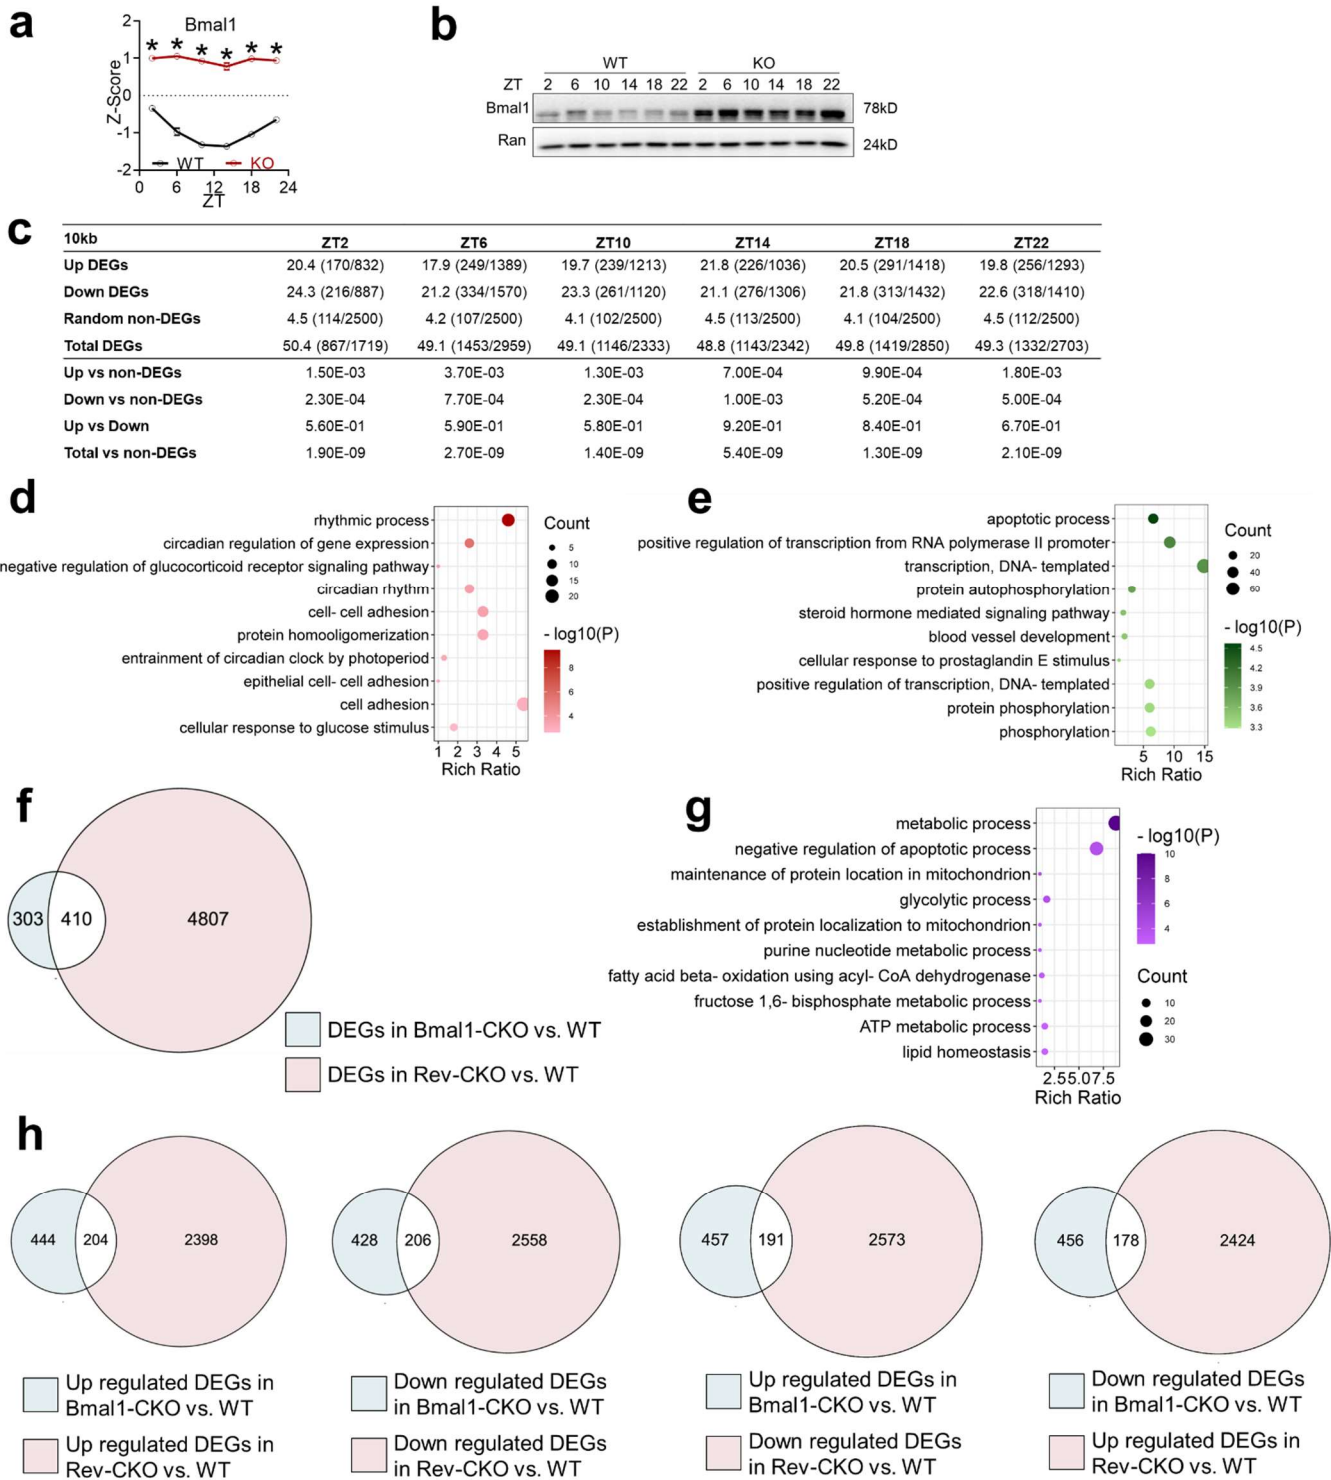 a
Bmal1
2
1
0
-1
-2
Z-Score
* * * * * *
WT KO
0 6 12 18 24
ZT
b
WT KO
ZT 2 6 10 14 18 22 2 6 10 14 18 22
Bmal1 78kD
Ran 24kD
c
10kb ZT2 ZT6 ZT10 ZT14 ZT18 ZT22
Up DEGs 20.4 (170/832) 17.9 (249/1389) 19.7 (239/1213) 21.8 (226/1036) 20.5 (291/1418) 19.8 (256/1293)
Down DEGs 24.3 (216/887) 21.2 (334/1570) 23.3 (261/1120) 21.1 (276/1306) 21.8 (313/1432) 22.6 (318/1410)
Random non-DEGs 4.5 (114/2500) 4.2 (107/2500) 4.1 (102/2500) 4.5 (113/2500) 4.1 (104/2500) 4.5 (112/2500)
Total DEGs 50.4 (867/1719) 49.1 (1453/2959) 49.1 (1146/2333) 48.8 (1143/2342) 49.8 (1419/2850) 49.3 (1332/2703)
Up vs non-DEGs 1.50E-03 3.70E-03 1.30E-03 7.00E-04 9.90E-04 1.80E-03
Down vs non-DEGs 2.30E-04 7.70E-04 2.30E-04 1.00E-03 5.20E-04 5.00E-04
Up vs Down 5.60E-01 5.90E-01 5.80E-01 9.20E-01 8.40E-01 6.70E-01
Total vs non-DEGs 1.90E-09 2.70E-09 1.40E-09 5.40E-09 1.30E-09 2.10E-09
d
rhythmic process
circadian regulation of gene expression
negative regulation of glucocorticoid receptor signaling pathway
circadian rhythm
cell- cell adhesion
protein homooligomerization
entrainment of circadian clock by photoperiod
epithelial cell- cell adhesion
cell adhesion
cellular response to glucose stimulus
1 2 3 4 5
Rich Ratio
Count
5
10
15
20
- log10(P)
8
6
4
e
apoptotic process
positive regulation of transcription from RNA polymerase II promoter
transcription, DNA- templated
protein autophosphorylation
steroid hormone mediated signaling pathway
blood vessel development
cellular response to prostaglandin E stimulus
positive regulation of transcription, DNA- templated
protein phosphorylation
phosphorylation
5 10 15
Rich Ratio
Count
20
40
60
- log10(P)
4.5
4.2
3.9
3.6
3.3
f
303 410 4807
DEGs in Bmal1-CKO vs. WT
DEGs in Rev-CKO vs. WT
g
metabolic process
negative regulation of apoptotic process
maintenance of protein location in mitochondrion
glycolytic process
establishment of protein localization to mitochondrion
purine nucleotide metabolic process
fatty acid beta- oxidation using acyl- CoA dehydrogenase
fructose 1,6- bisphosphate metabolic process
ATP metabolic process
lipid homeostasis
2.55.07.5
Rich Ratio
- log10(P)
10
8
6
4
Count
10
20
30
h
444 204 2398
Up regulated DEGs in
Bmal1-CKO vs. WT
Up regulated DEGs in
Rev-CKO vs. WT
428 206 2558
Down regulated DEGs
in Bmal1-CKO vs. WT
Down regulated DEGs
in Rev-CKO vs. WT
457 191 2573
Up regulated DEGs in
Bmal1-CKO vs. WT
Down regulated DEGs
in Rev-CKO vs. WT
456 178 2424
Down regulated DEGs
in Bmal1-CKO vs. WT
Up regulated DEGs in
Rev-CKO vs. WT